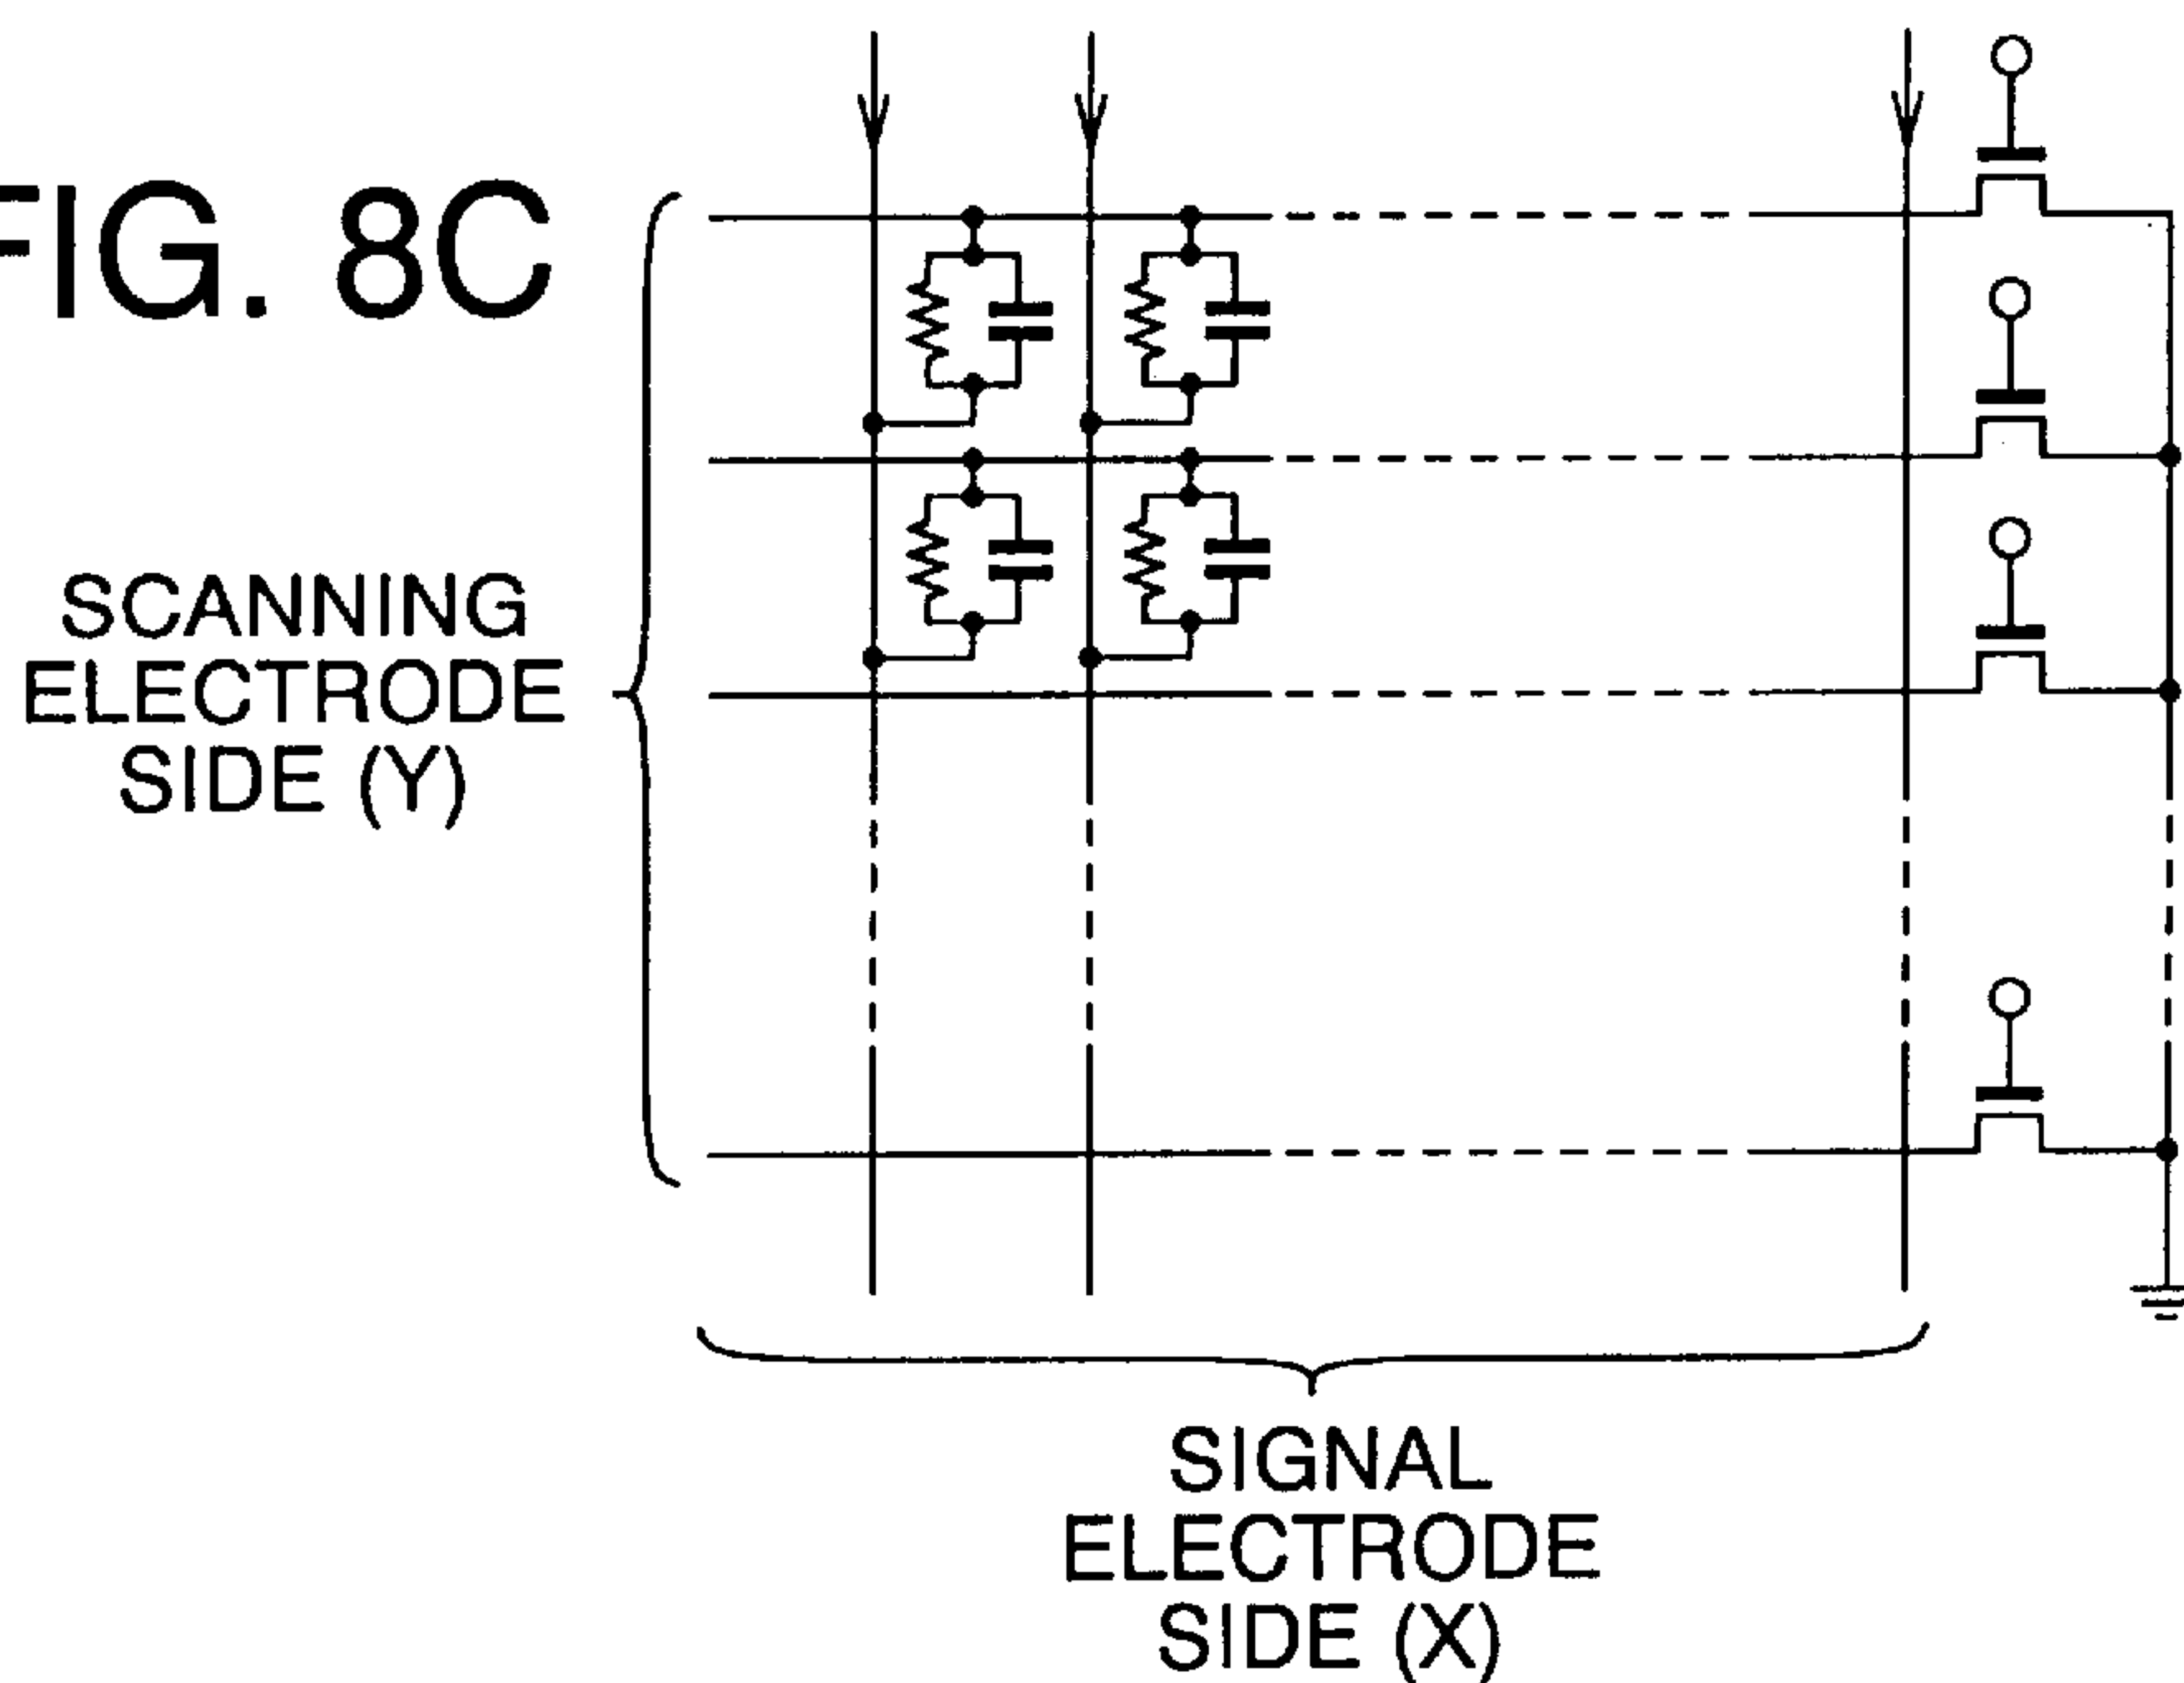 FIG. 8C
SCANNING
ELECTRODE
SIDE (Y)
SIGNAL
ELECTRODE
SIDE (X)